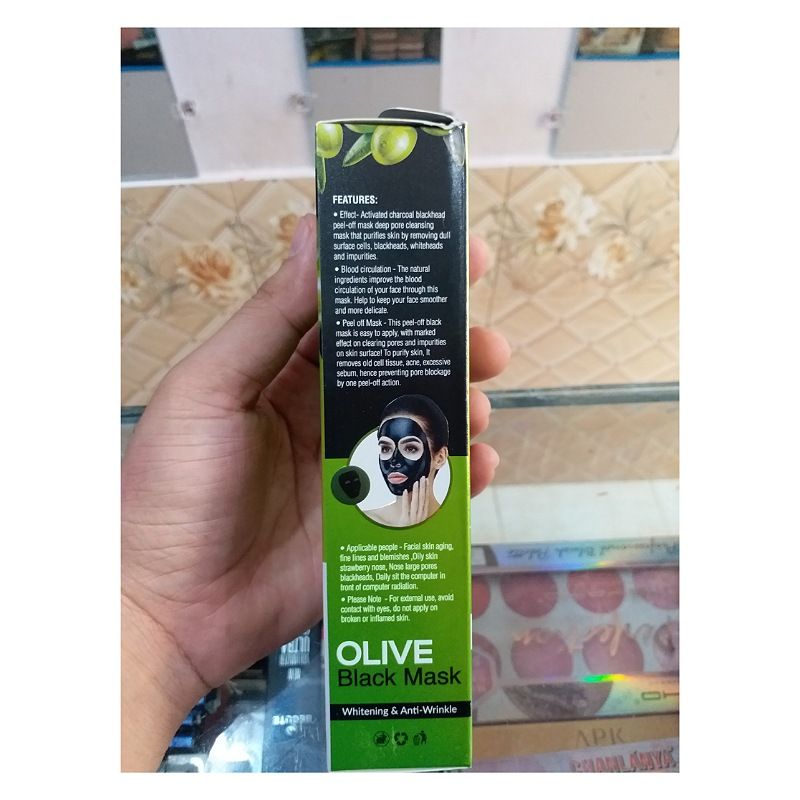 FEATURES:
• Effect- Activated charcoal blackhead
peel-off mask deep pore cleansing
mask that purifies skin by removing dull
surface cells, blackheads, whiteheads
and impurities.
• Blood circulation - The natural
ingredients improve the blood
circulation of your face through this
mask. Help to keep your face smoother
and more delicate.
• Peel off Mask - This peel-off black
mask is easy to apply, with marked
effect on clearing pores and impurities
on skin surface! To purify skin, It
removes old cell tissue, acne, excessive
sebum, hence preventing pore blockage
by one peel-off action.
• Applicable people - Facial skin aging,
fine lines and blemishes ,Oily skin
strawberry nose, Nose large pores
blackheads, Daily sit the computer in
front of computer radiation.
• Please Note - For external use, avoid
contact with eyes, do not apply on
broken or inflamed skin.
OLIVE
Black Mask
Whitening & Anti-Wrinkle
Professional Blush
ULTRA
APK
CHANLANYA